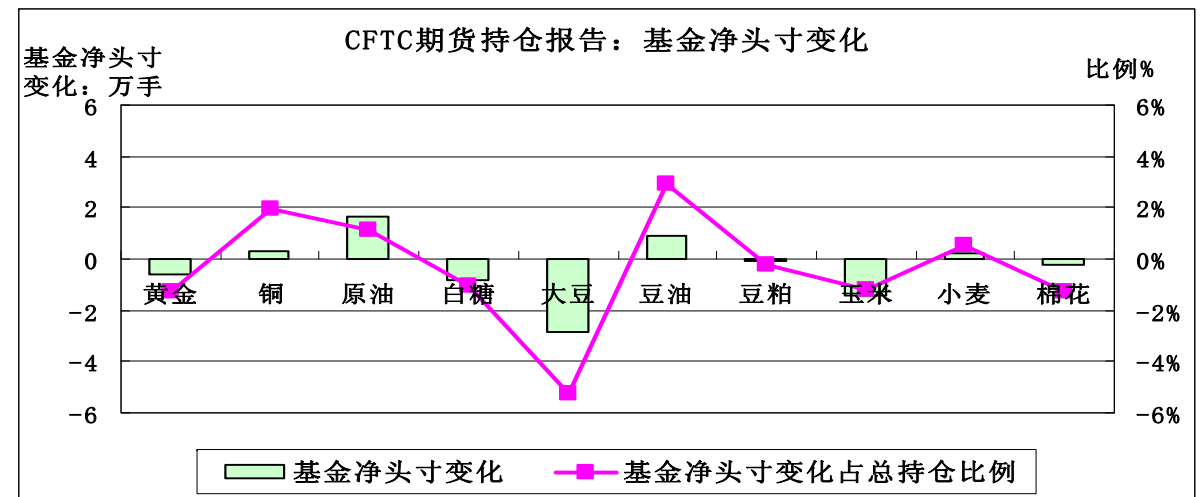 CFTC期货持仓报告：基金净头寸变化
基金净头寸
变化：万手
比例%
6
4
2
0
-2
-4
-6
6%
4%
2%
0%
-2%
-4%
-6%
黄金 铜 原油 白糖 大豆 豆油 豆粕 玉米 小麦 棉花
基金净头寸变化 基金净头寸变化占总持仓比例